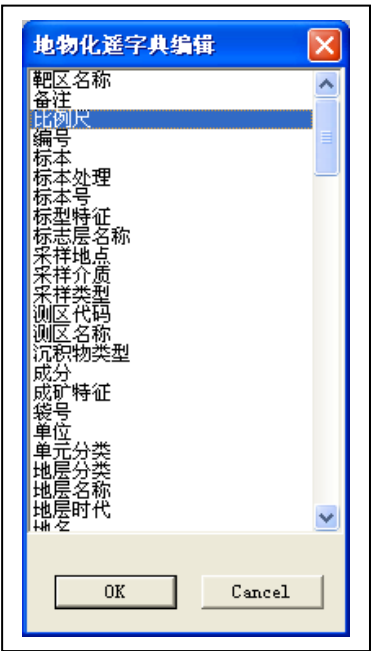 地物化遥字典编辑
靶区名称
备注
比例尺
编号
标本
标本处理
标本号
标型特征
标志层名称
采样地点
采样介质
采样类型
测区代码
测区名称
沉积物类型
成分
成矿特征
袋号
单位
单元分类
地层分类
地层名称
地层时代
地名
OK Cancel